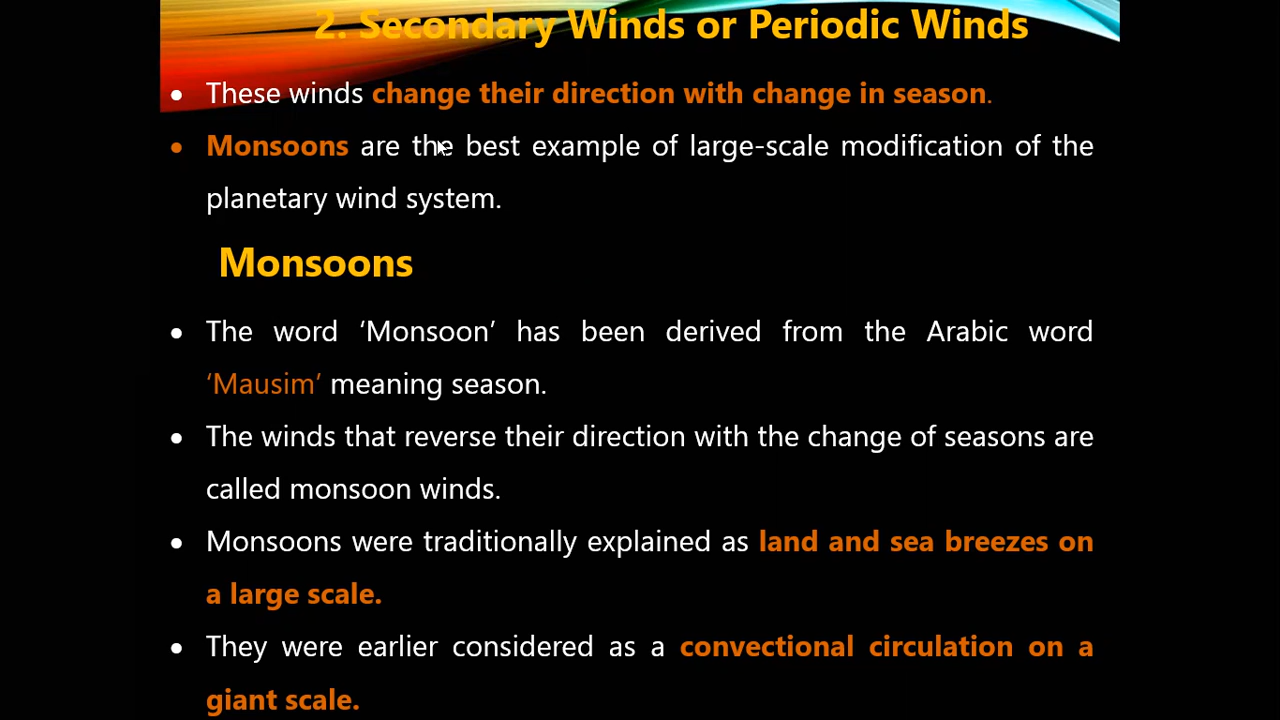 2. Secondary Winds or Periodic Winds
• These winds change their direction with change in season.
• Monsoons are the best example of large-scale modification of the
planetary wind system.
Monsoons
• The word ‘Monsoon’ has been derived from the Arabic word
‘Mausim’ meaning season.
• The winds that reverse their direction with the change of seasons are
called monsoon winds.
• Monsoons were traditionally explained as land and sea breezes on
a large scale.
• They were earlier considered as a convectional circulation on a
giant scale.